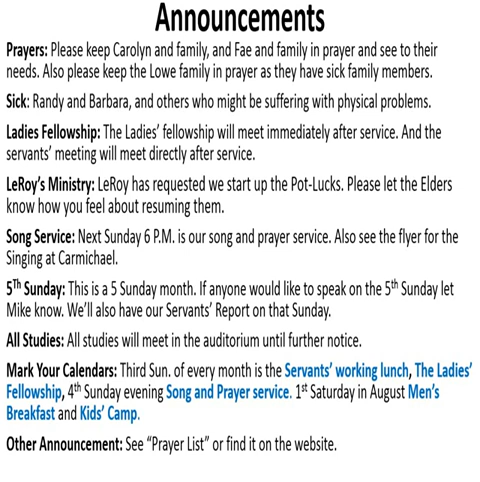 Announcements
Prayers: Please keep Carolyn and family, and Fae and family in prayer and see to their
needs. Also please keep the Lowe family in prayer as they have sick family members.
Sick: Randy and Barbara, and others who might be suffering with physical problems.
Ladies Fellowship: The Ladies' fellowship will meet immediately after service. And the
servants' meeting will meet directly after service.
LeRoy's Ministry: LeRoy has requested we start up the Pot-Lucks. Please let the Elders
know how you feel about resuming them.
Song Service: Next Sunday 6 P.M. is our song and prayer service. Also see the flyer for the
Singing at Carmichael.
5Th Sunday: This is a 5 Sunday month. If anyone would like to speak on the 5th Sunday let
Mike know. We'll also have our Servants' Report on that Sunday.
All Studies: All studies will meet in the auditorium until further notice.
Mark Your Calendars: Third Sun. of every month is the Servants' working lunch, The Ladies'
Fellowship, 4th Sunday evening Song and Prayer service. 1st Saturday in August Men's
Breakfast and Kids' Camp.
Other Announcement: See "Prayer List" or find it on the website.